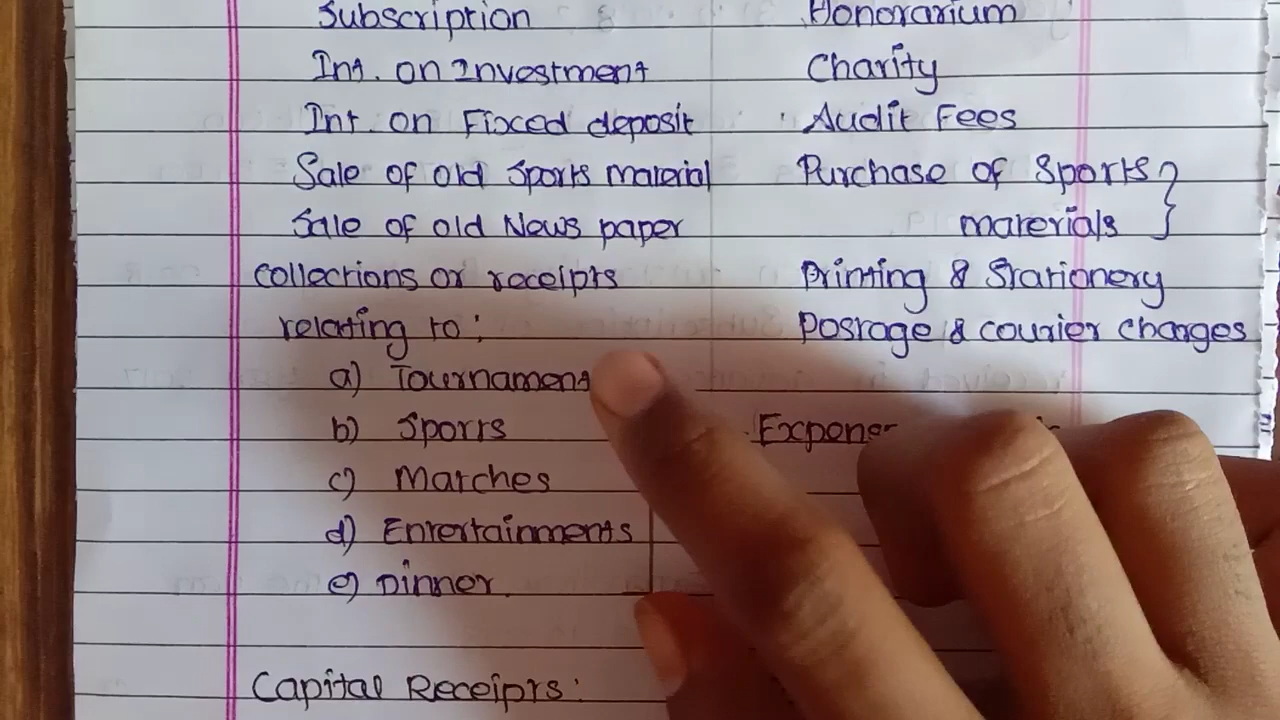 Subscription
Int. on Investment
Int. on Fixed deposit
Sale of old Sports Material
Sale of old News paper
collections or receipts
relating to:
a) Tournament
b) Sports
c) Matches
d) Entertainments
e) Dinner
Capital Receipts:
Honorarium
Charity
Audit Fees
Purchase of Sports
materials
Printing & Stationery
Postage & courier charges